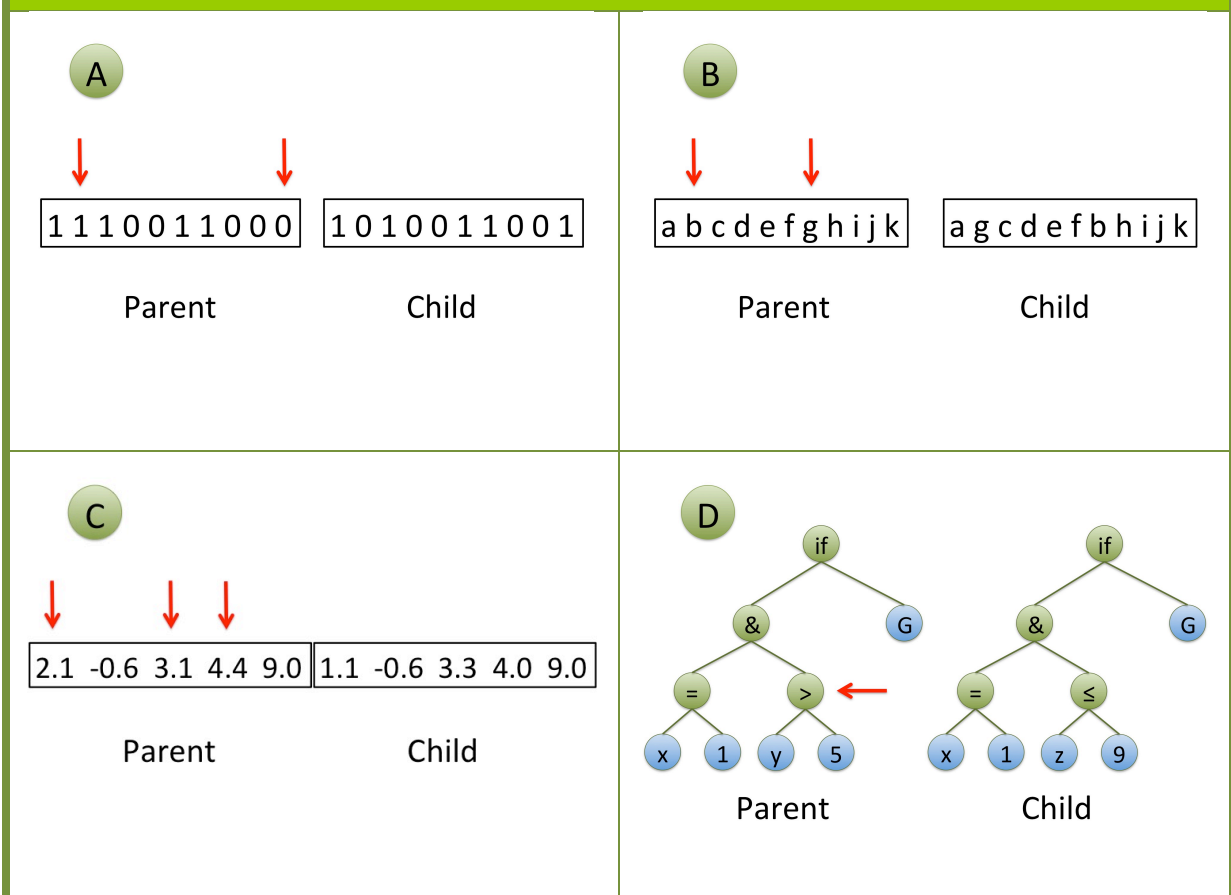 A
1 1 1 0 0 1 1 0 0 0
1 0 1 0 0 1 1 0 0 1
Parent
Child
B
a b c d e f g h i j k
a g c d e f b h i j k
Parent
Child
C
2.1 -0.6 3.1 4.4 9.0
1.1 -0.6 3.3 4.0 9.0
Parent
Child
D
if
& G
= >
x 1 y 5
Parent
if
& G
= ≤
x 1 z 9
Child